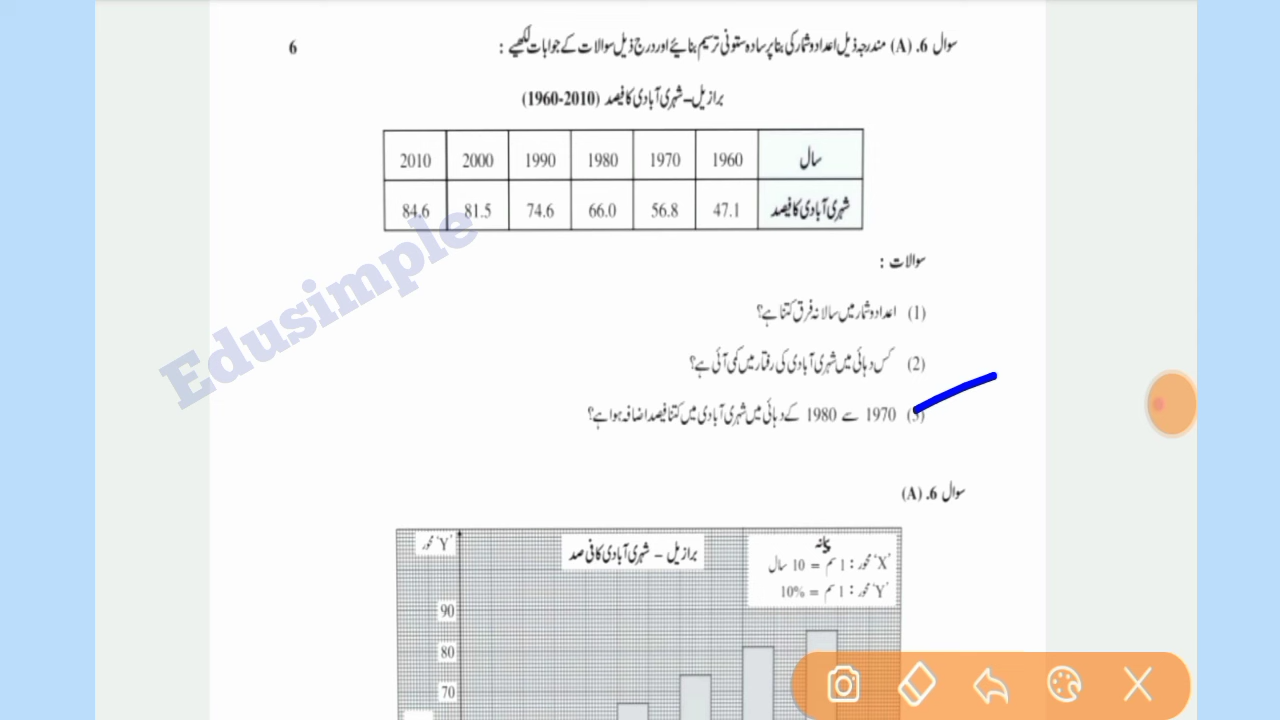 سوال 6. (A) مندرجہ ذیل اعداد و شمار کی بنا پر سادہ ستونی ترسیم بنائیے اور درج ذیل سوالات کے جوابات لکھیے : 6
برازیل – شہری آبادی کا فیصد (1960-2010)
سال 1960 1970 1980 1990 2000 2010
شہری آبادی کا فیصد 47.1 56.8 66.0 74.6 81.5 84.6
Edusimple
سوالات :
(1) اعداد و شمار میں سالانہ فرق کتنا ہے؟
(2) کس دہائی میں شہری آبادی کی رفتار میں کمی آئی ہے؟
(3) 1970 سے 1980 کے دہائی میں شہری آبادی میں کتنا فیصد اضافہ ہوا ہے؟
سوال 6. (A)
پیمانہ
'X' محور : 1 سم = 10 سال
'Y' محور : 1 سم = 10%
برازیل – شہری آبادی کا فی صد
'Y' محور
90
80
70